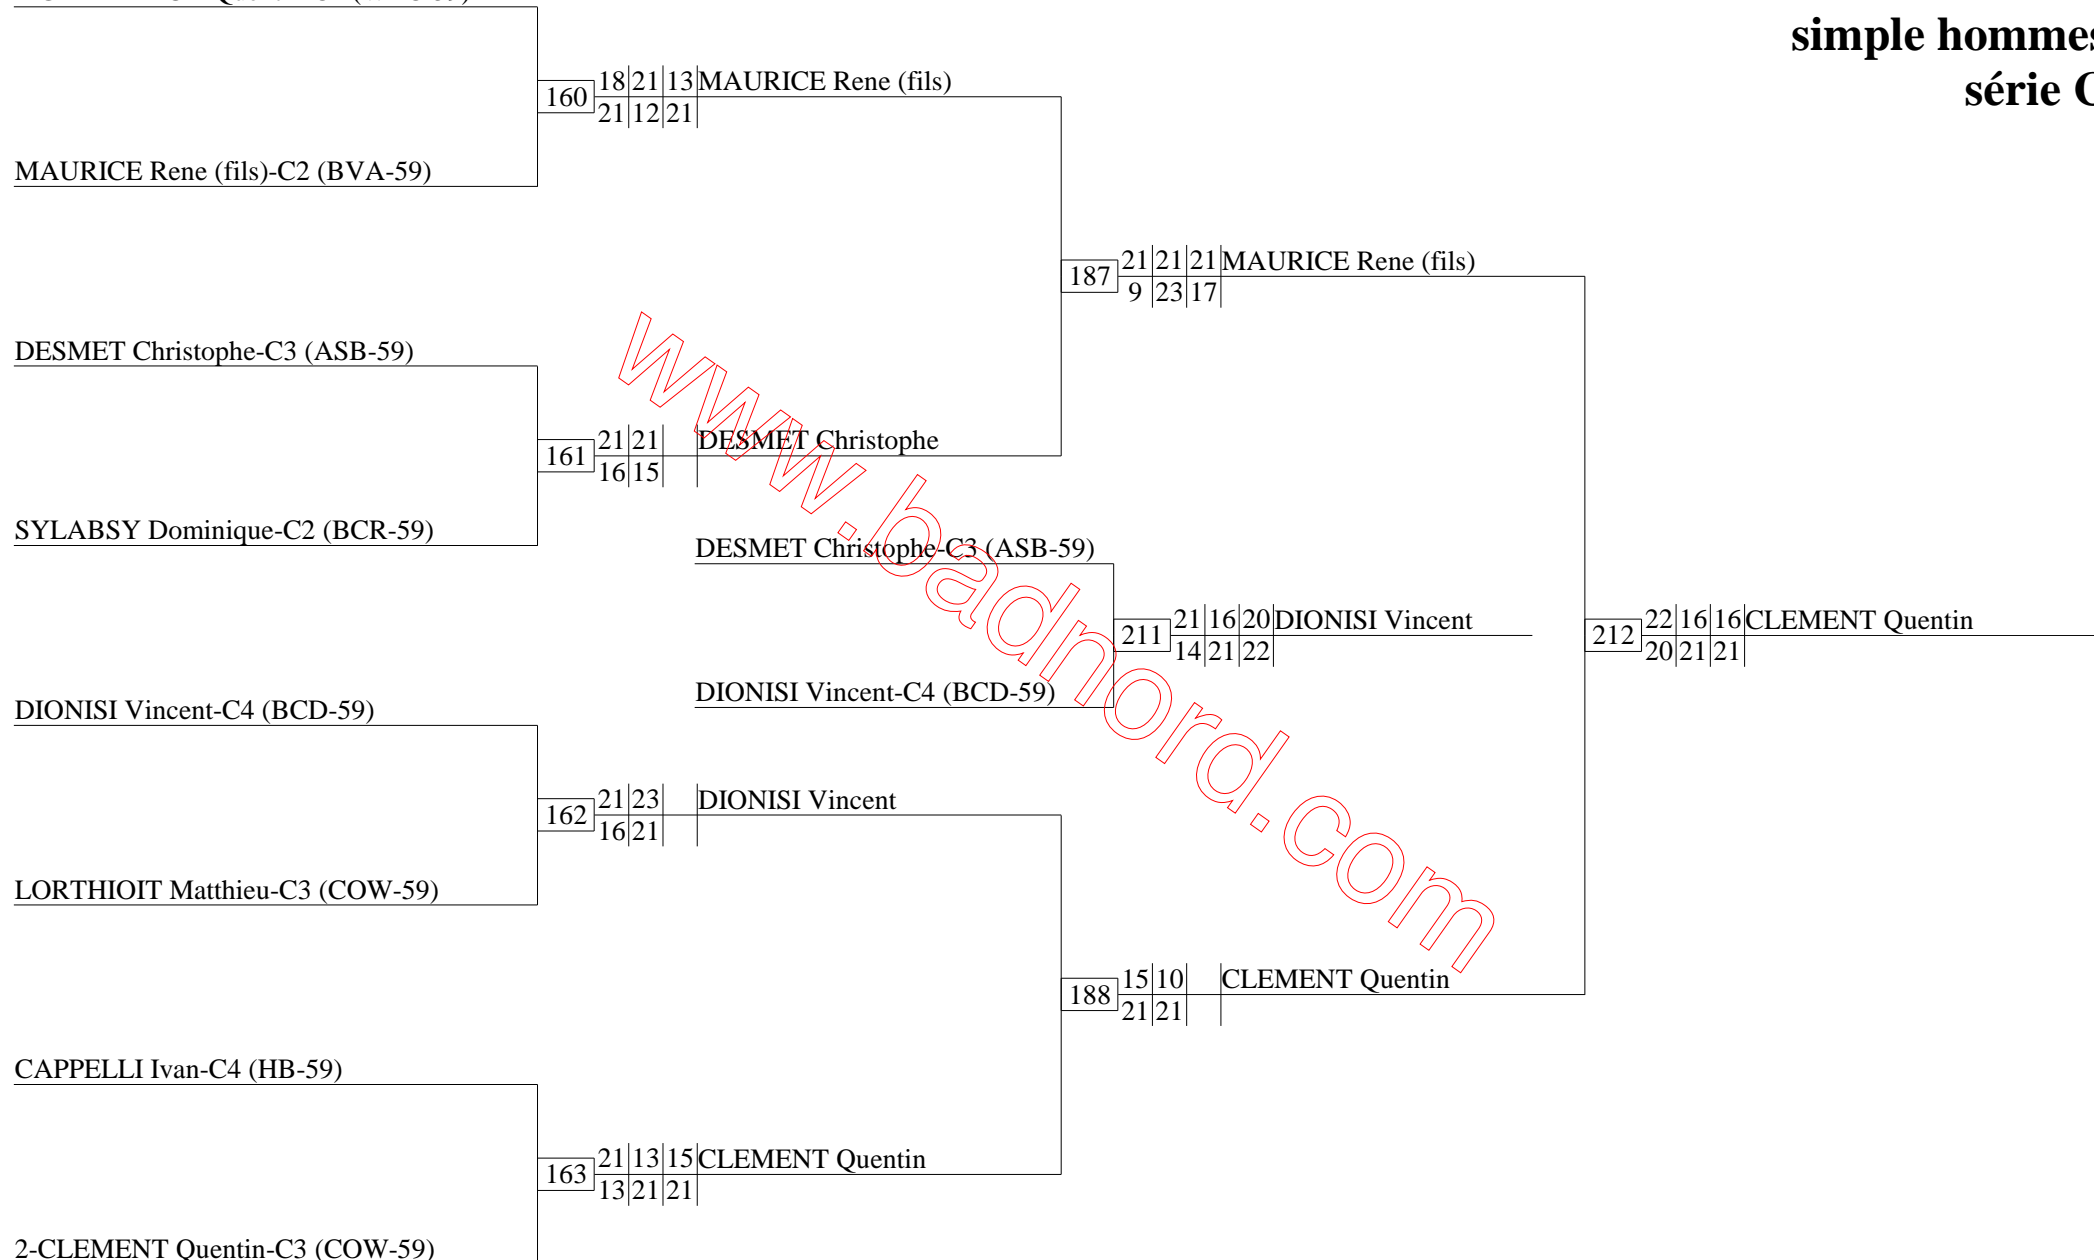 simple hommes
série
160 18 21 13 MAURICE Rene (fils)
21 12 21
MAURICE Rene (fils)-C2 (BVA-59)
187 21 21 21 MAURICE Rene (fils)
9 23 17
DESMET Christophe-C3 (ASB-59)
161 21 21 DESMET Christophe
16 15
SYLABSY Dominique-C2 (BCR-59)
DESMET Christophe-C3 (ASB-59)
211 21 16 20 DIONISI Vincent
14 21 22
212 22 16 16 CLEMENT Quentin
20 21 21
DIONISI Vincent-C4 (BCD-59)
DIONISI Vincent-C4 (BCD-59)
162 21 23 DIONISI Vincent
16 21
LORTHIOIT Matthieu-C3 (COW-59)
188 15 10 CLEMENT Quentin
21 21
CAPPELLI Ivan-C4 (HB-59)
163 21 13 15 CLEMENT Quentin
13 21 21
2-CLEMENT Quentin-C3 (COW-59)
www.badnord.com